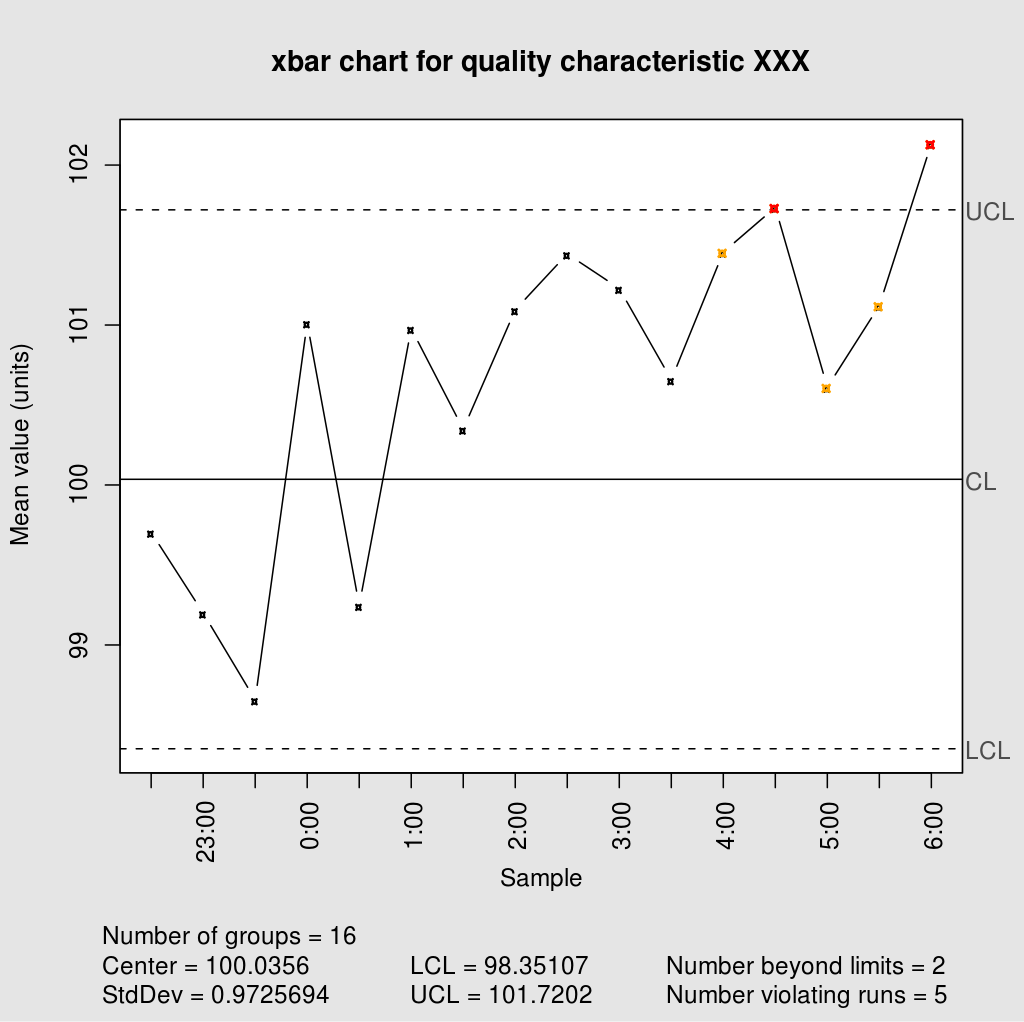 xbar chart for quality characteristic XXX
102
101
100
99
Mean value (units)
UCL
CL
LCL
23:00
0:00
1:00
2:00
3:00
4:00
5:00
6:00
Sample
Number of groups = 16
Center = 100.0356
LCL = 98.35107
Number beyond limits = 2
StdDev = 0.9725694
UCL = 101.7202
Number violating runs = 5